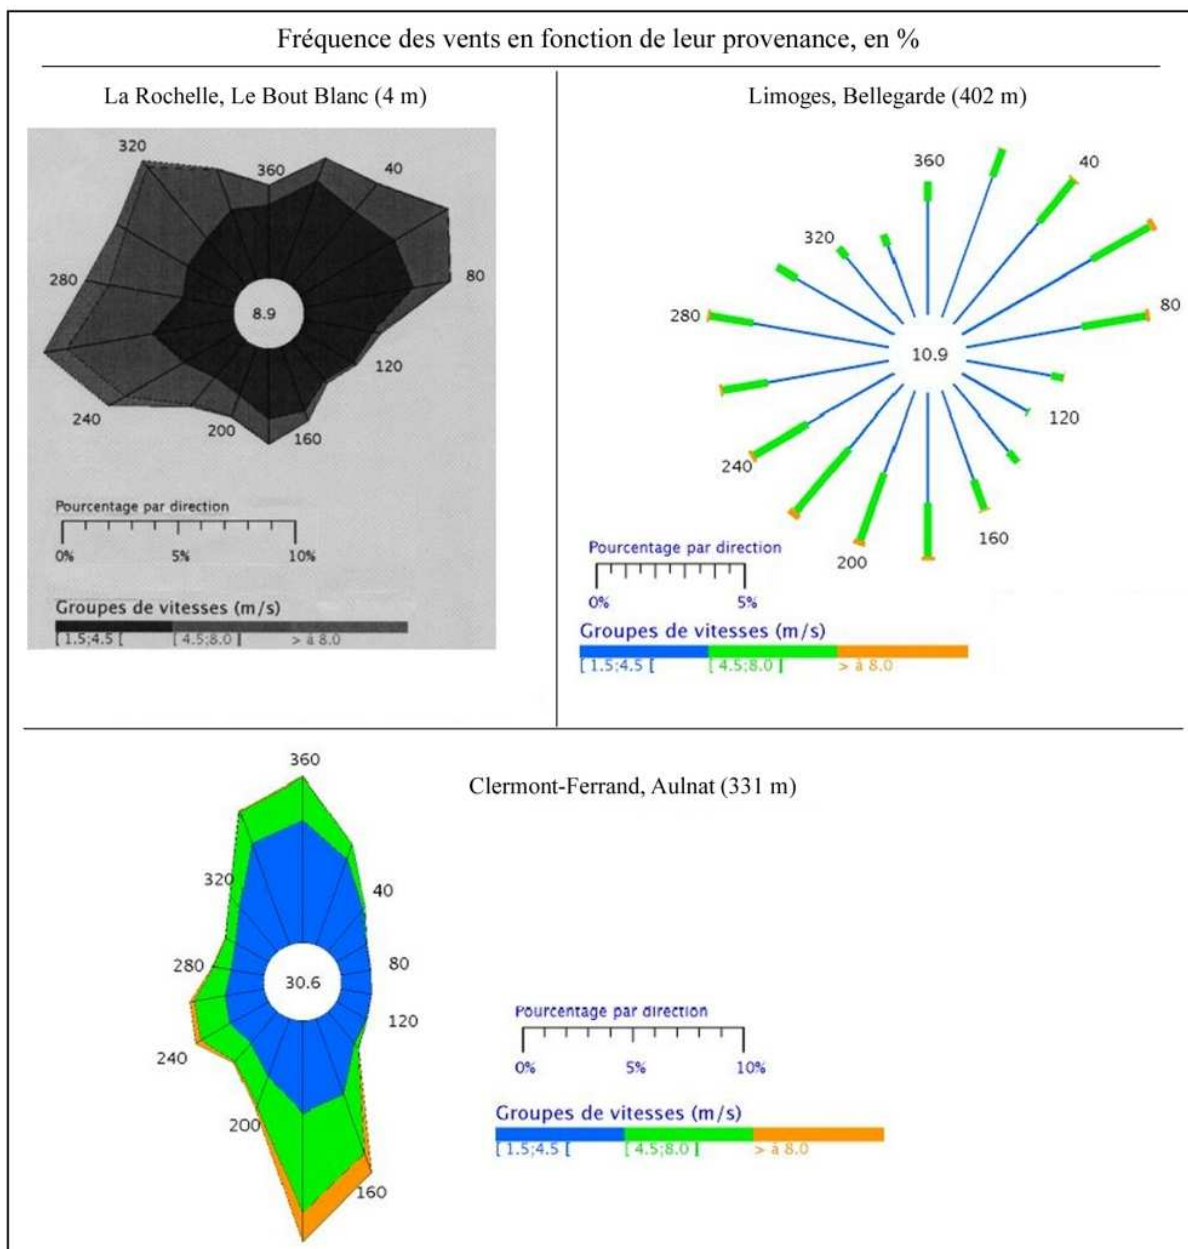 Fréquence des vents en fonction de leur provenance, en %
La Rochelle, Le Bout Blanc (4 m)
320
360
40
280
80
8.9
120
240
200
160
Pourcentage par direction
0% 5% 10%
Groupes de vitesses (m/s)
[ 1.5;4.5 [ [ 4.5;8.0 ] > à 8.0
Limoges, Bellegarde (402 m)
360
40
320
280
80
10.9
120
240
160
200
Pourcentage par direction
0% 5%
Groupes de vitesses (m/s)
[ 1.5;4.5 [ [ 4.5;8.0 ] > à 8.0
Clermont-Ferrand, Aulnat (331 m)
360
320
40
280
80
30.6
120
240
200
160
Pourcentage par direction
0% 5% 10%
Groupes de vitesses (m/s)
[ 1.5;4.5 [ [ 4.5;8.0 ] > à 8.0